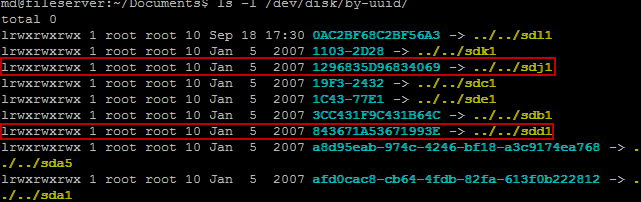 md@fileserver:~/Documents$ ls -l /dev/disk/by-uuid/
total 0
lrwxrwxrwx 1 root root 10 Sep 18 17:30 0AC2BF68C2BF56A3 -> ../../sdl1
lrwxrwxrwx 1 root root 10 Jan  5  2007 1103-2D28 -> ../../sdk1
lrwxrwxrwx 1 root root 10 Jan  5  2007 1296835D96834069 -> ../../sdj1
lrwxrwxrwx 1 root root 10 Jan  5  2007 19F3-2432 -> ../../sdc1
lrwxrwxrwx 1 root root 10 Jan  5  2007 1C43-77E1 -> ../../sde1
lrwxrwxrwx 1 root root 10 Jan  5  2007 3CC431F9C431B64C -> ../../sdb1
lrwxrwxrwx 1 root root 10 Jan  5  2007 843671A53671993E -> ../../sdd1
lrwxrwxrwx 1 root root 10 Jan  5  2007 a8d95eab-974c-4246-bf18-a3c9174ea768 -> .
./../sda5
lrwxrwxrwx 1 root root 10 Jan  5  2007 afd0cac8-cb64-4fdb-82fa-613f0b222812 -> .
./../sda1